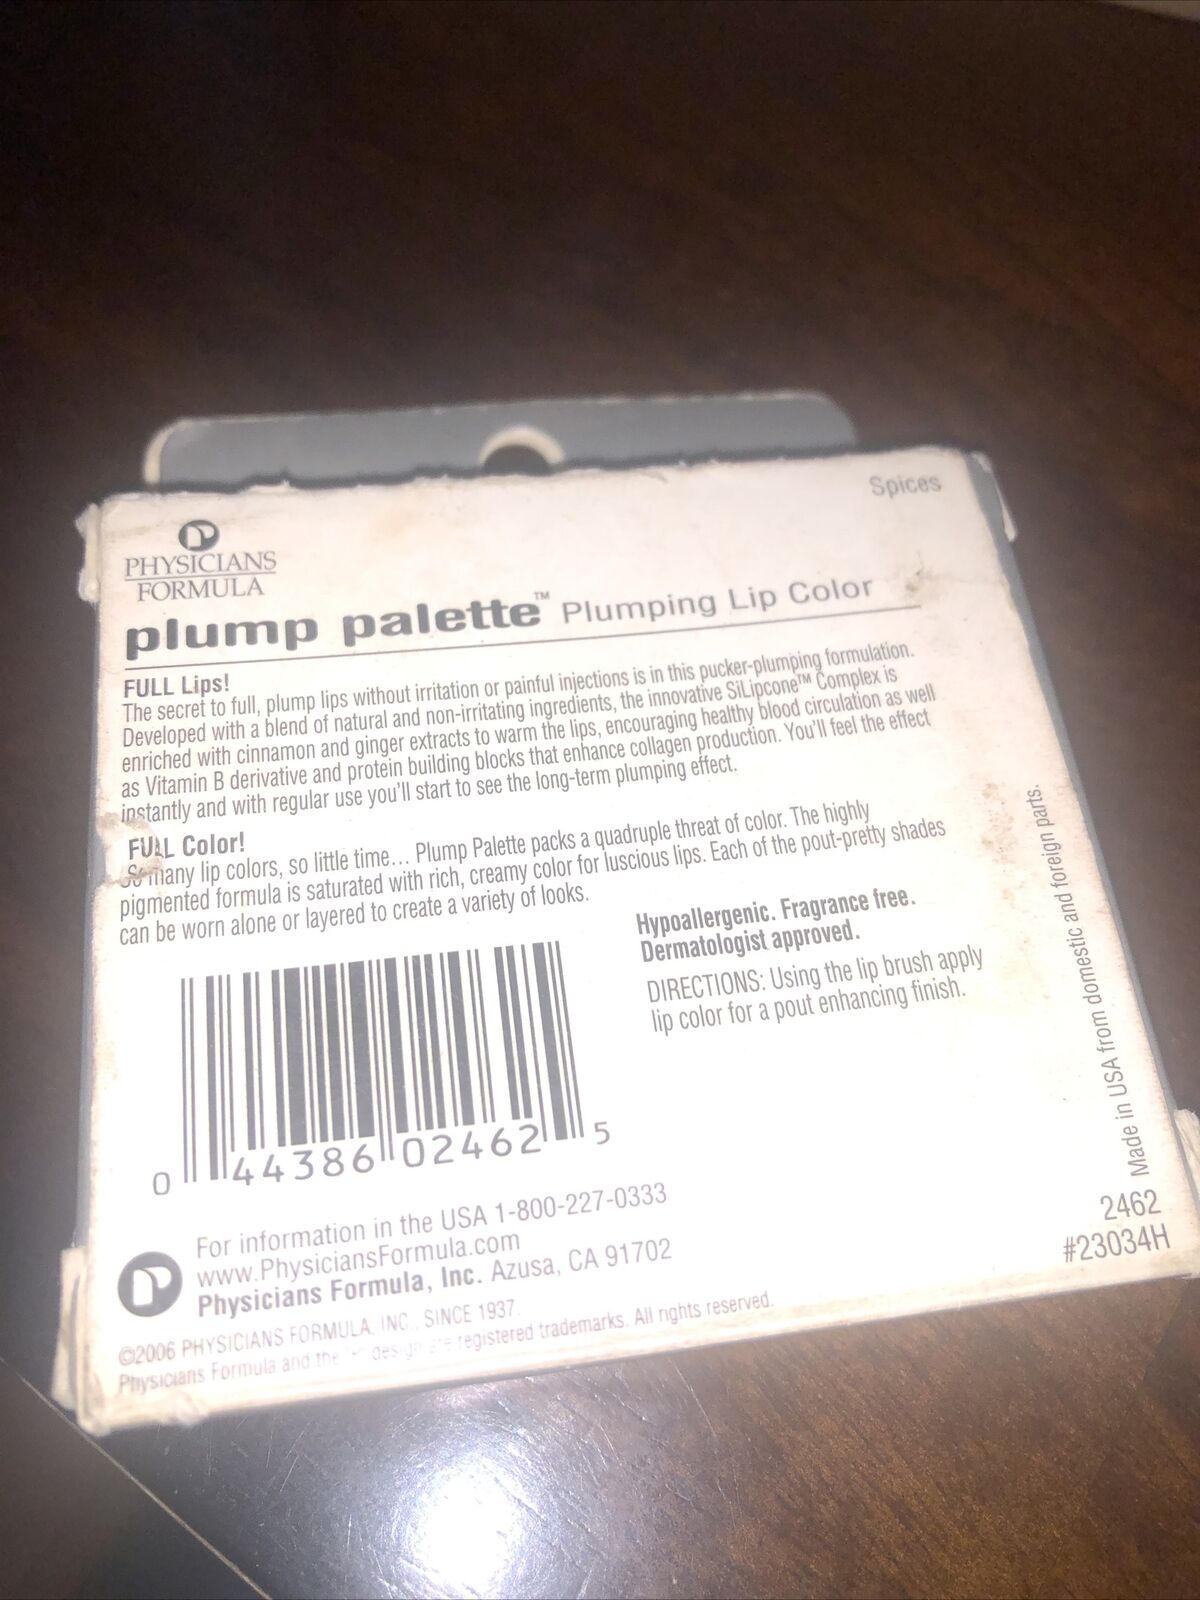 Spices
PHYSICIANS
FORMULA
plump palette™ Plumping Lip Color
FULL Lips!
The secret to full, plump lips without irritation or painful injections is in this pucker-plumping formulation.
Developed with a blend of natural and non-irritating ingredients, the innovative SiLipcone™ Complex is
enriched with cinnamon and ginger extracts to warm the lips, encouraging healthy blood circulation as well
as Vitamin B derivative and protein building blocks that enhance collagen production. You'll feel the effect
instantly and with regular use you'll start to see the long-term plumping effect.
FULL Color!
So many lip colors, so little time... Plump Palette packs a quadruple threat of color. The highly
pigmented formula is saturated with rich, creamy color for luscious lips. Each of the pout-pretty shades
can be worn alone or layered to create a variety of looks.
Hypoallergenic. Fragrance free.
Dermatologist approved.
DIRECTIONS: Using the lip brush apply
lip color for a pout enhancing finish.
Made in USA from domestic and foreign parts.
0 44386 02462 5
2462
#23034H
For information in the USA 1-800-227-0333
www.PhysiciansFormula.com
Physicians Formula, Inc. Azusa, CA 91702
©2006 PHYSICIANS FORMULA, INC., SINCE 1937.
Physicians Formula and the design are registered trademarks. All rights reserved.